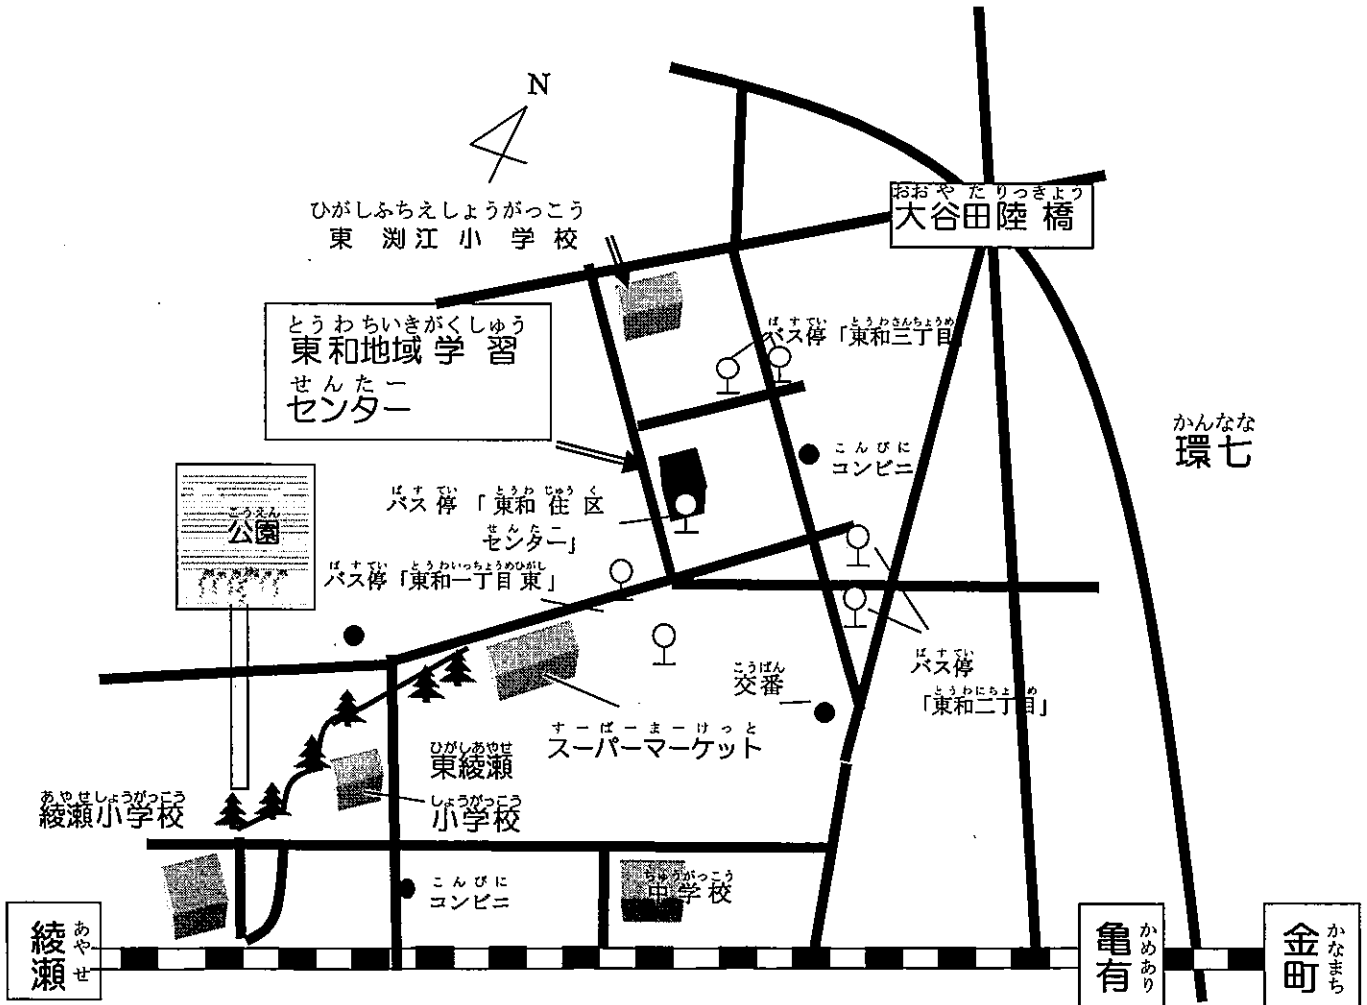 N
ひがしふちえしょうがっこう
東渕江小学校
おおやたりっきょう
大谷田陸橋
とうわちいきがくしゅう
東和地域学習
せんたー
センター
ばすてい とうわさんちょうめ
バス停「東和三丁目」
かんなな
環七
こんびに
コンビニ
こうえん
公園
ばすてい とうわじゅうく
バス停「東和住区
せんたー
センター」
ばすてい とうわいっちょうめひがし
バス停「東和一丁目東」
ばすてい
バス停
とうわにちょうめ
「東和二丁目」
こうばん
交番
すーぱーまーけっと
スーパーマーケット
ひがしあやせ
東綾瀬
しょうがっこう
小学校
あやせしょうがっこう
綾瀬小学校
こんびに
コンビニ
ちゅうがっこう
中学校
あやせ
綾瀬
かめあり
亀有
かなまち
金町